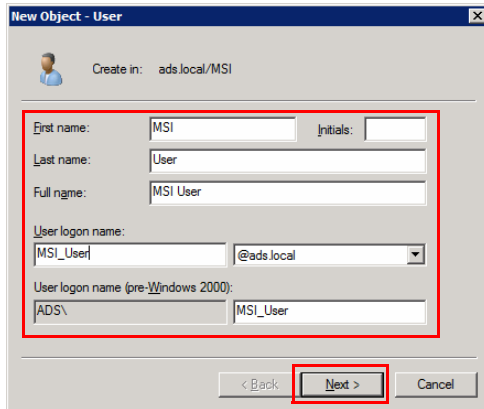 New Object - User
Create in: ads.local/MSI
First name: MSI Initials:
Last name: User
Full name: MSI User
User logon name:
MSI_User @ads.local
User logon name (pre-Windows 2000):
ADS\ MSI_User
< Back Next > Cancel